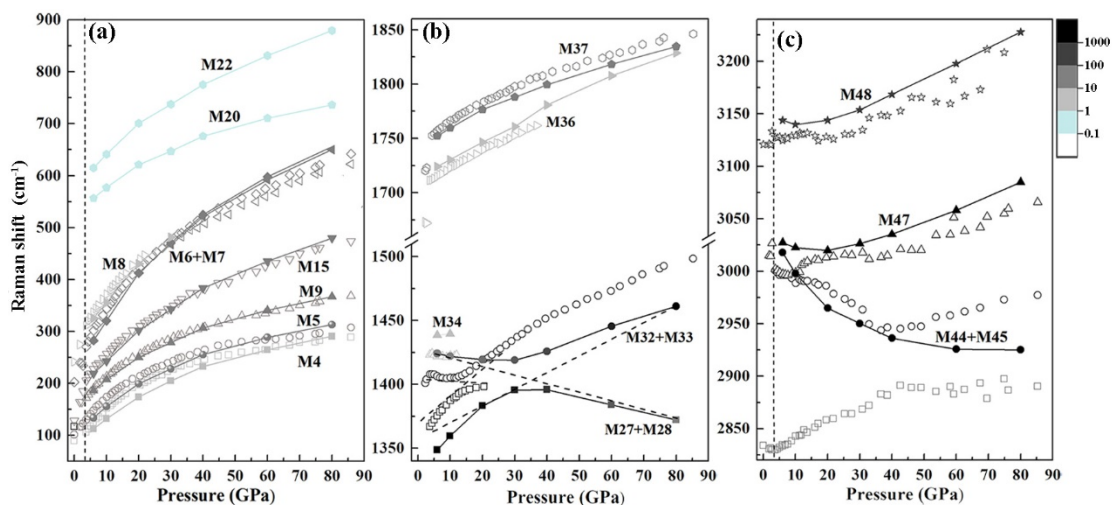 Raman shift (cm⁻¹)
900
800
700
600
500
400
300
200
100
(a)
M22
M20
M8
M6+M7
M15
M9
M5
M4
0 10 20 30 40 50 60 70 80 90
Pressure (GPa)
1850
1800
1750
1700
1450
1400
1350
(b)
M37
M36
M34
M32+M33
M27+M28
0 10 20 30 40 50 60 70 80 90
Pressure (GPa)
3200
3150
3100
3050
3000
2950
2900
2850
(c)
M48
M47
M44+M45
0 10 20 30 40 50 60 70 80 90
Pressure (GPa)
1000
100
10
1
0.1